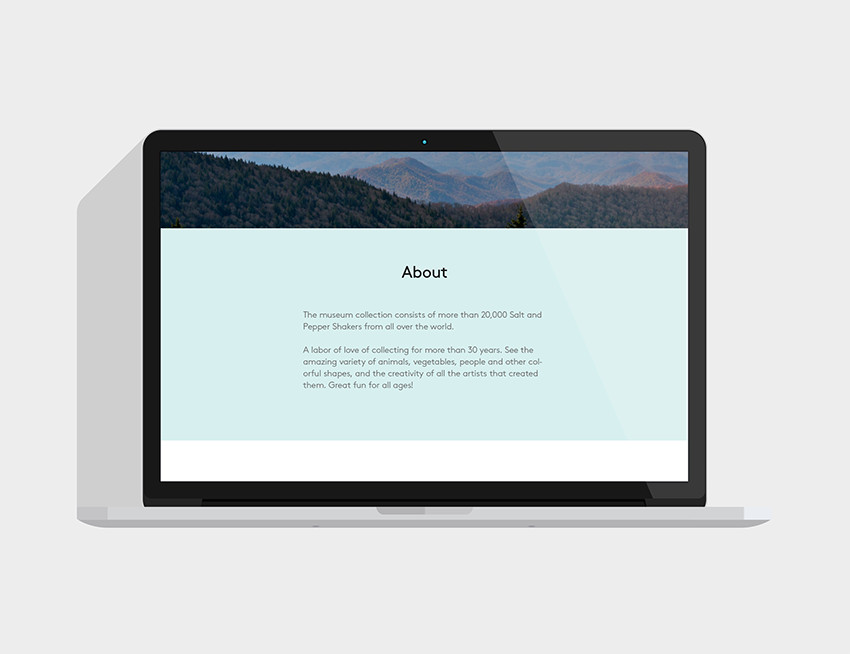 About
The museum collection consists of more than 20,000 Salt and
Pepper Shakers from all over the world.
A labor of love of collecting for more than 30 years. See the
amazing variety of animals, vegetables, people and other col-
orful shapes, and the creativity of all the artists that created
them. Great fun for all ages!